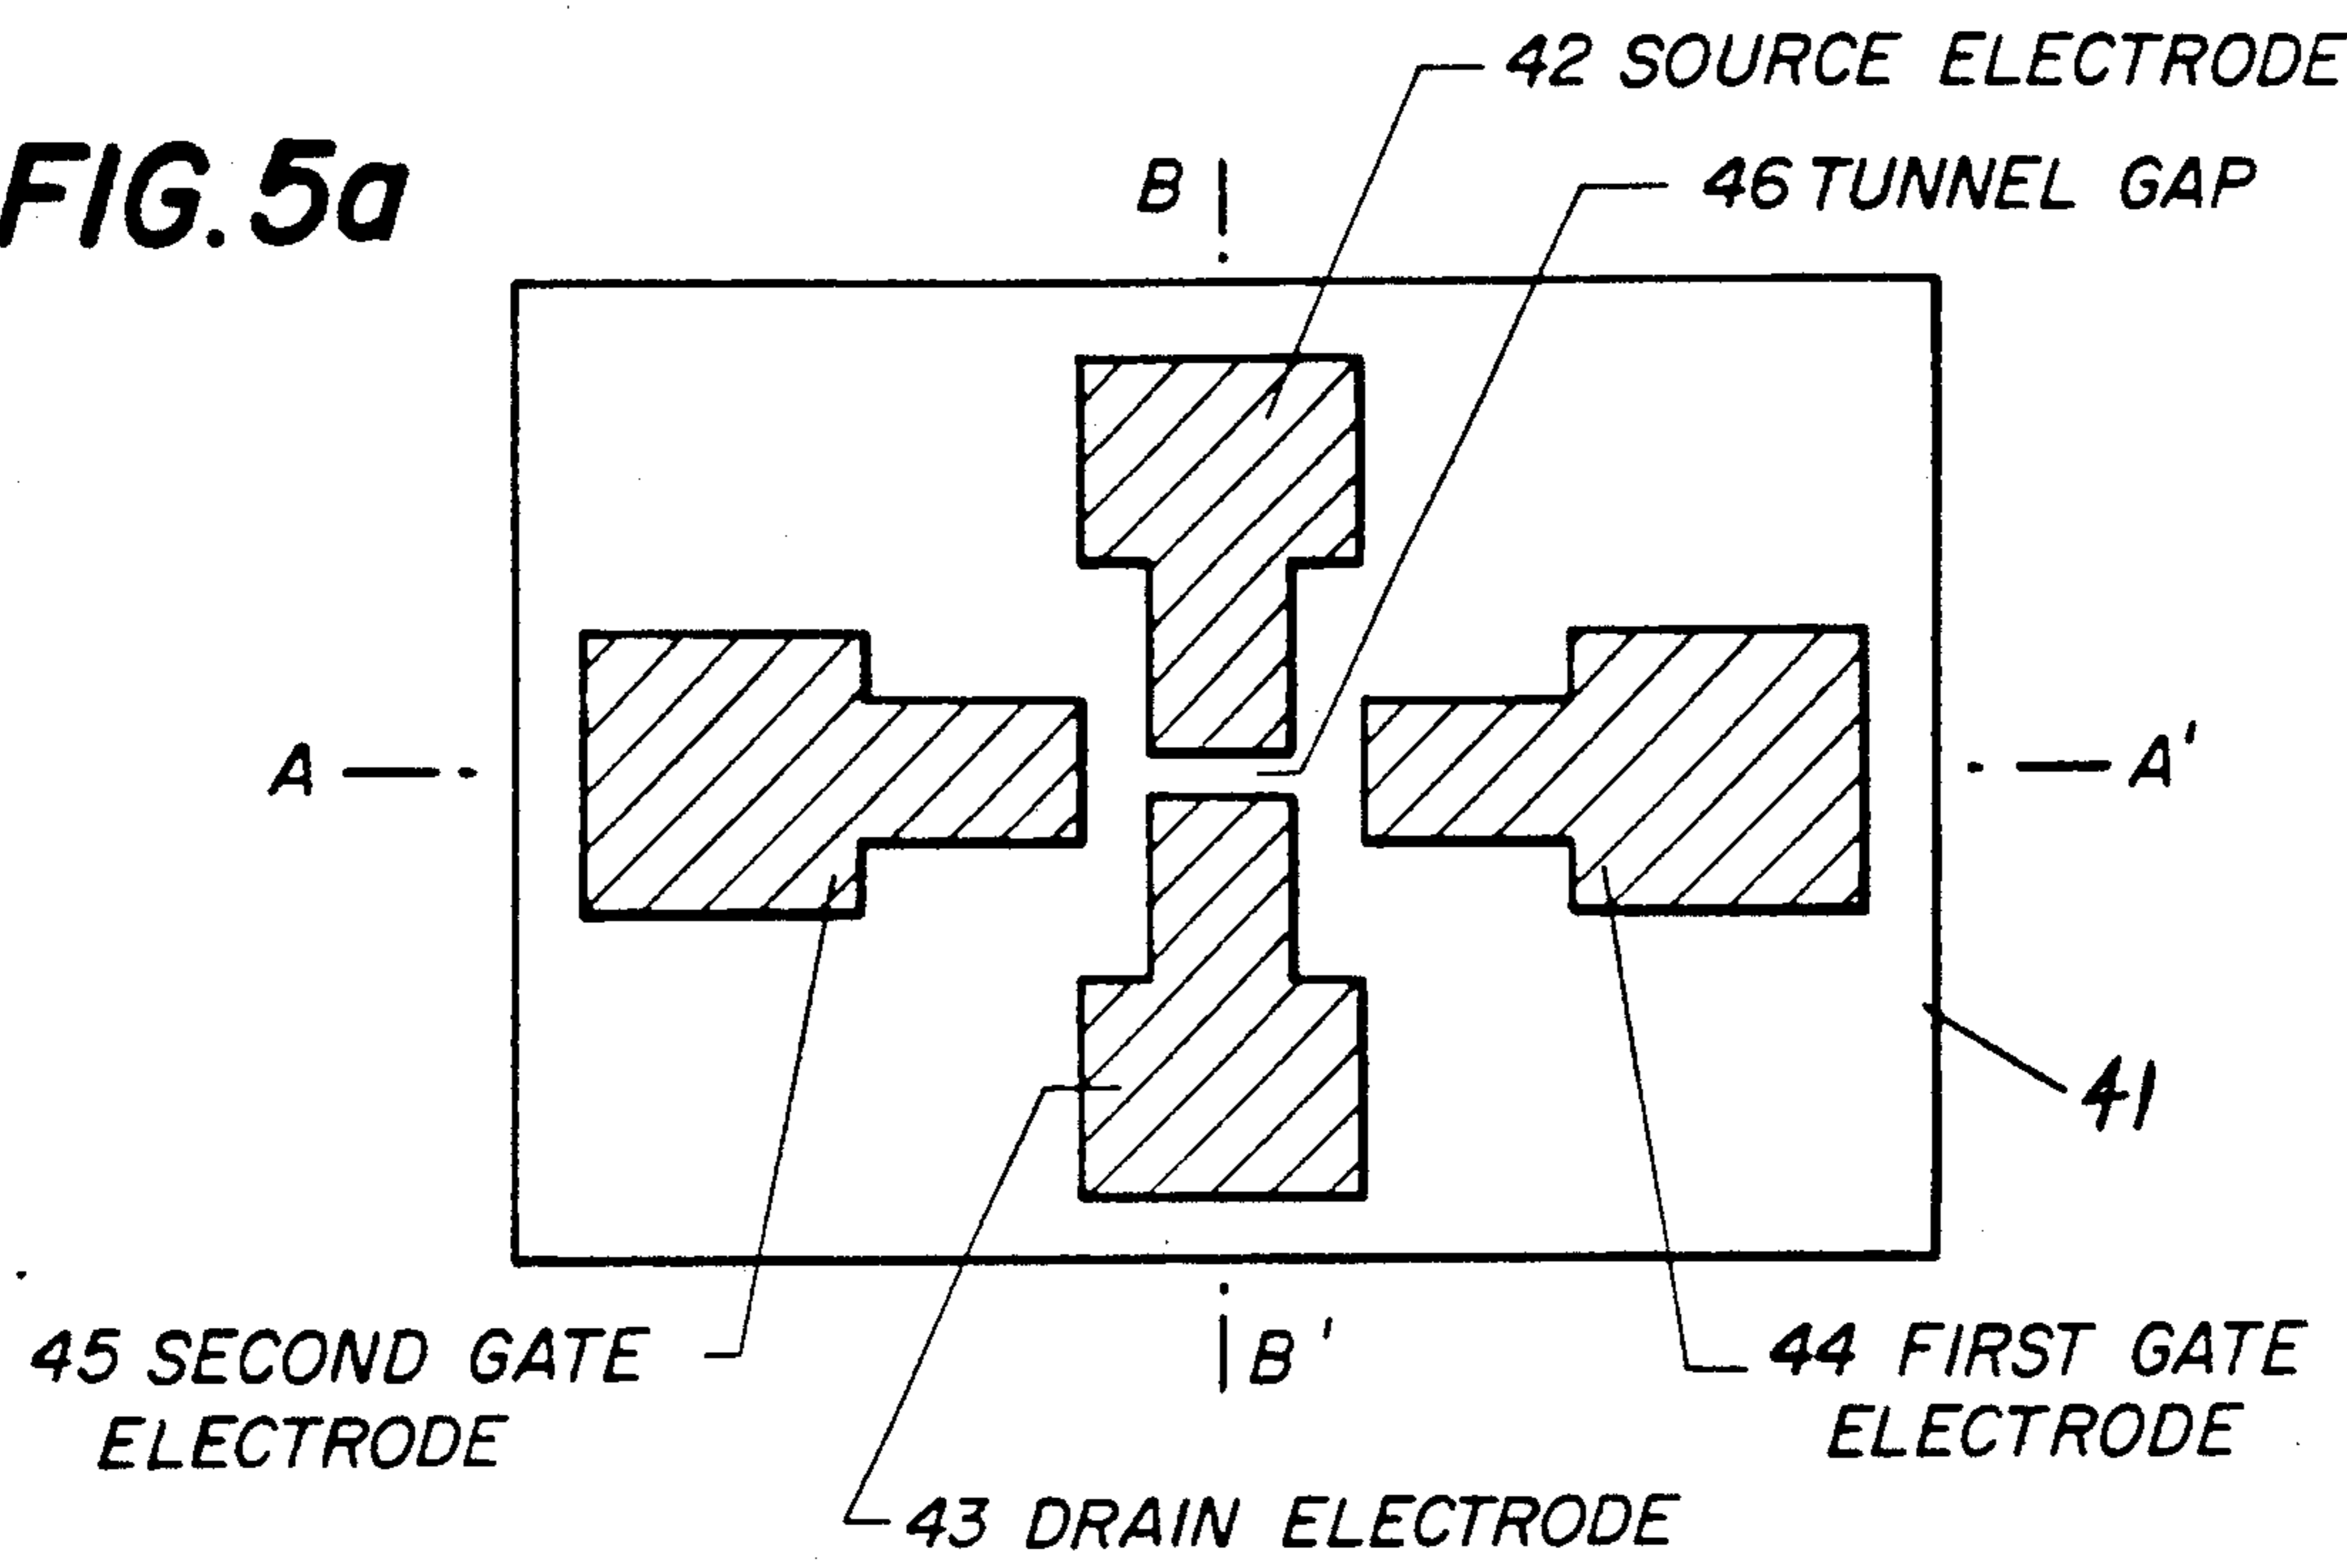 42 SOURCE ELECTRODE
FIG. 5a
B
46 TUNNEL GAP
A
A'
41
45 SECOND GATE
ELECTRODE
B'
44 FIRST GATE
ELECTRODE
43 DRAIN ELECTRODE